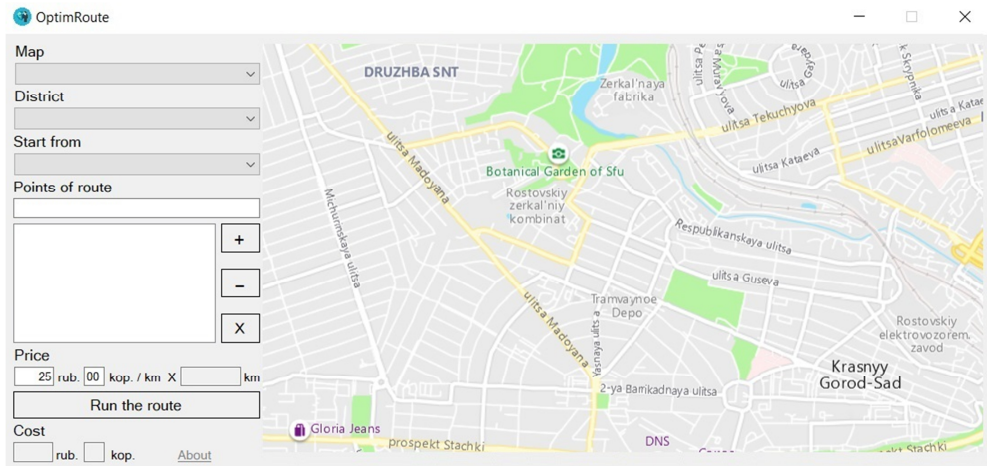 OptimRoute
Map
District
Start from
Points of route
+
–
X
Price
25 rub. 00 kop. / km X km
Run the route
Cost
rub. kop. About
DRUZHBA SNT
Zerkal'naya
fabrika
ulitsa Tekuchyova
ulitsa Varfolomeeva
ulitsa Kataeva
ulitsa Madoyana
Botanical Garden of Sfu
Rostovskiy
zerkal'niy
kombinat
Michurinskaya ulitsa
Respublikanskaya ulitsa
ulitsa Guseva
Tramvaynoe
Depo
ulitsa Madoyana
Yasnaya ulitsa
Rostovskiy
elektrovozorem.
zavod
Krasnyy
Gorod-Sad
2-ya Barrikadnaya ulitsa
Gloria Jeans
prospekt Stachki
DNS